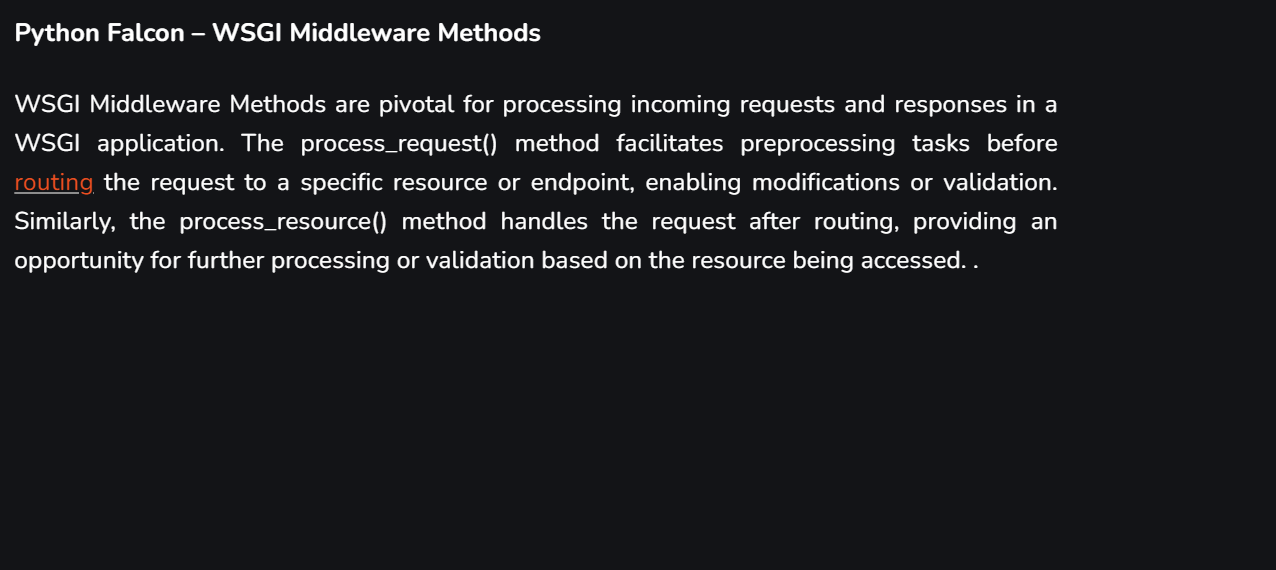 Python Falcon – WSGI Middleware Methods
WSGI Middleware Methods are pivotal for processing incoming requests and responses in a
WSGI application. The process_request() method facilitates preprocessing tasks before
routing the request to a specific resource or endpoint, enabling modifications or validation.
Similarly, the process_resource() method handles the request after routing, providing an
opportunity for further processing or validation based on the resource being accessed. .